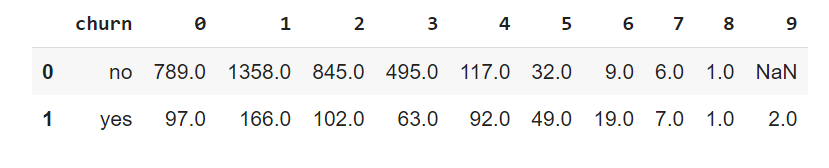 churn 0 1 2 3 4 5 6 7 8 9
0 no 789.0 1358.0 845.0 495.0 117.0 32.0 9.0 6.0 1.0 NaN
1 yes 97.0 166.0 102.0 63.0 92.0 49.0 19.0 7.0 1.0 2.0